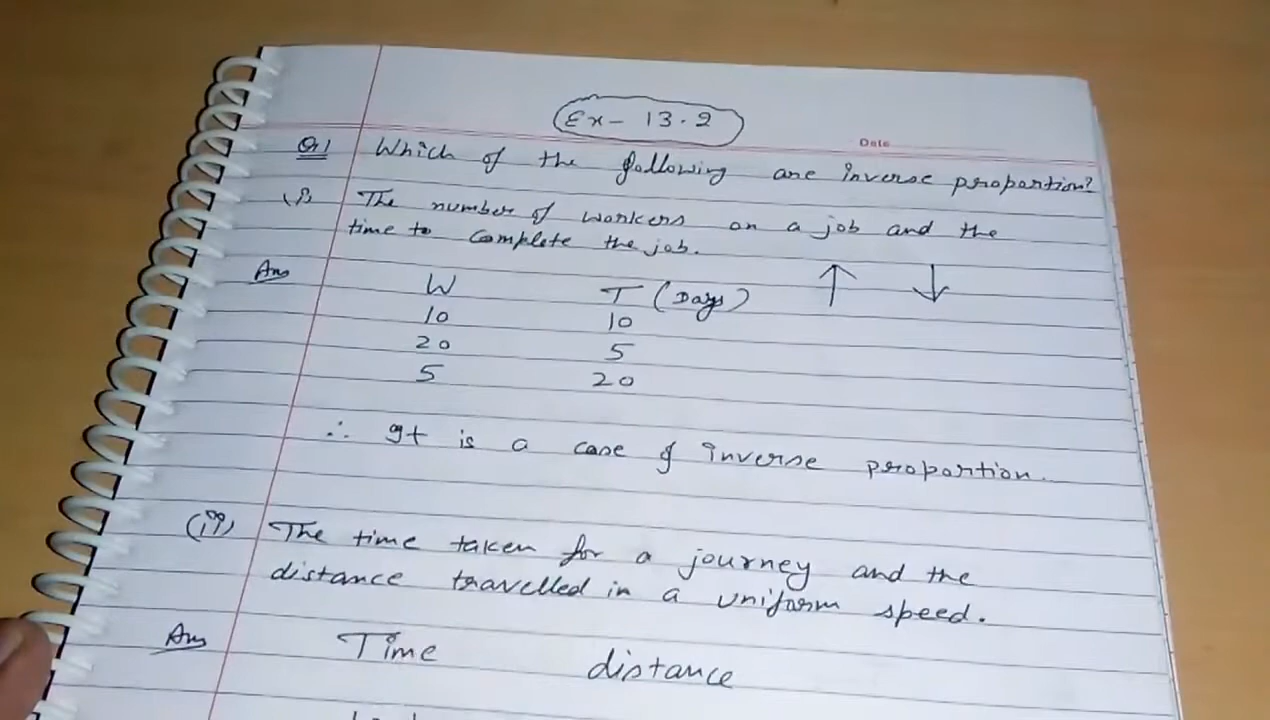 Ex- 13.2
Date
Q1 Which of the following are inverse proportion?
(i) The number of workers on a job and the
time to complete the job.
Ans W T (Days) ↑ ↓
10 10
20 5
5 20
∴ It is a case of inverse proportion.
(ii) The time taken for a journey and the
distance travelled in a uniform speed.
Ans Time distance